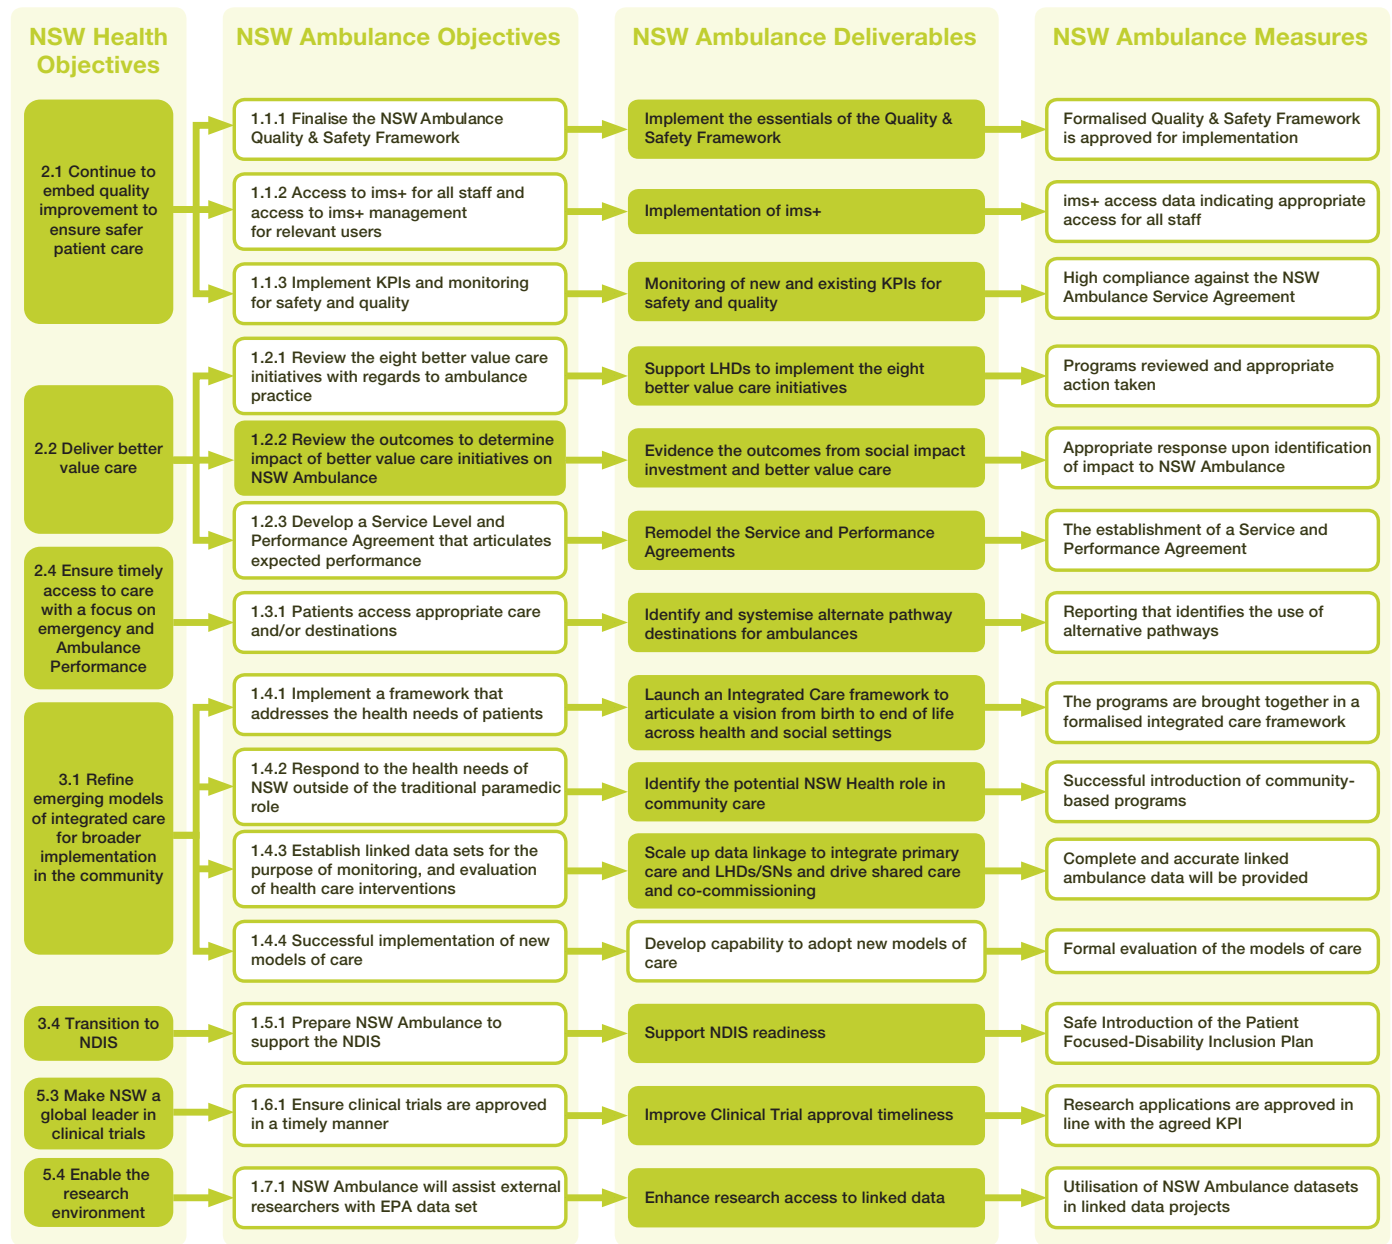 NSW Health
Objectives
NSW Ambulance Objectives
NSW Ambulance Deliverables
NSW Ambulance Measures
2.1 Continue to
embed quality
improvement to
ensure safer
patient care
1.1.1 Finalise the NSW Ambulance
Quality & Safety Framework
Implement the essentials of the Quality &
Safety Framework
Formalised Quality & Safety Framework
is approved for implementation
1.1.2 Access to ims+ for all staff and
access to ims+ management
for relevant users
Implementation of ims+
ims+ access data indicating appropriate
access for all staff
1.1.3 Implement KPIs and monitoring
for safety and quality
Monitoring of new and existing KPIs for
safety and quality
High compliance against the NSW
Ambulance Service Agreement
2.2 Deliver better
value care
1.2.1 Review the eight better value care
initiatives with regards to ambulance
practice
Support LHDs to implement the eight
better value care initiatives
Programs reviewed and appropriate
action taken
1.2.2 Review the outcomes to determine
impact of better value care initiatives on
NSW Ambulance
Evidence the outcomes from social impact
investment and better value care
Appropriate response upon identification
of impact to NSW Ambulance
1.2.3 Develop a Service Level and
Performance Agreement that articulates
expected performance
Remodel the Service and Performance
Agreements
The establishment of a Service and
Performance Agreement
2.4 Ensure timely
access to care
with a focus on
emergency and
Ambulance
Performance
1.3.1 Patients access appropriate care
and/or destinations
Identify and systemise alternate pathway
destinations for ambulances
Reporting that identifies the use of
alternative pathways
3.1 Refine
emerging models
of integrated care
for broader
implementation
in the community
1.4.1 Implement a framework that
addresses the health needs of patients
Launch an Integrated Care framework to
articulate a vision from birth to end of life
across health and social settings
The programs are brought together in a
formalised integrated care framework
1.4.2 Respond to the health needs of
NSW outside of the traditional paramedic
role
Identify the potential NSW Health role in
community care
Successful introduction of community-
based programs
1.4.3 Establish linked data sets for the
purpose of monitoring, and evaluation
of health care interventions
Scale up data linkage to integrate primary
care and LHDs/SNs and drive shared care
and co-commissioning
Complete and accurate linked
ambulance data will be provided
1.4.4 Successful implementation of new
models of care
Develop capability to adopt new models of
care
Formal evaluation of the models of care
3.4 Transition to
NDIS
1.5.1 Prepare NSW Ambulance to
support the NDIS
Support NDIS readiness
Safe Introduction of the Patient
Focused-Disability Inclusion Plan
5.3 Make NSW a
global leader in
clinical trials
1.6.1 Ensure clinical trials are approved
in a timely manner
Improve Clinical Trial approval timeliness
Research applications are approved in
line with the agreed KPI
5.4 Enable the
research
environment
1.7.1 NSW Ambulance will assist external
researchers with EPA data set
Enhance research access to linked data
Utilisation of NSW Ambulance datasets
in linked data projects